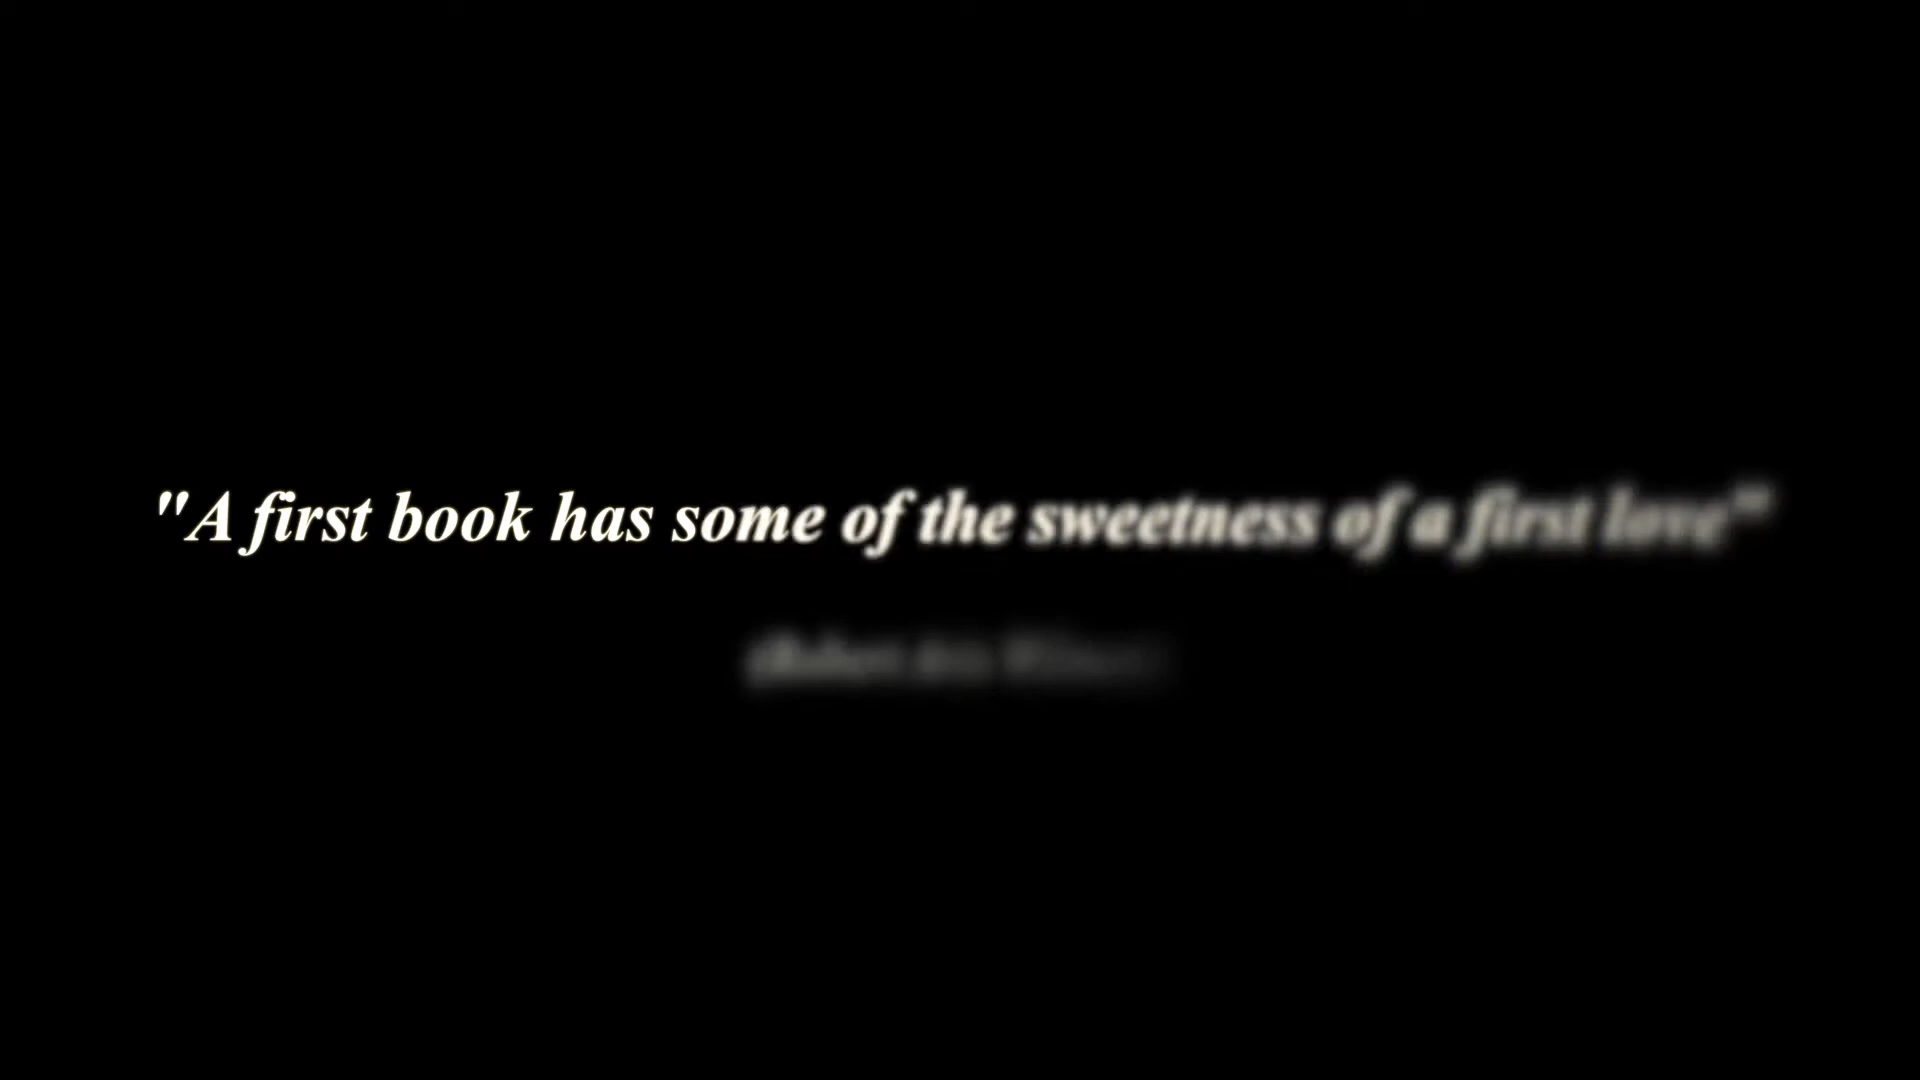 "A first book has some of the sweetness of a first love"